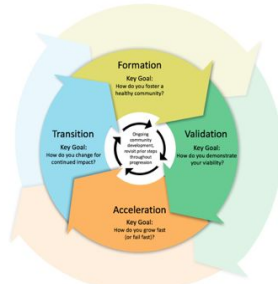 Formation
Key Goal:
How do you foster a
healthy community?
Transition
Key Goal:
How do you change for
continued impact?
Ongoing
community
development,
revisit prior steps
throughout
progression
Validation
Key Goal:
How do you demonstrate
your viability?
Acceleration
Key Goal:
How do you grow fast
(or fail fast)?